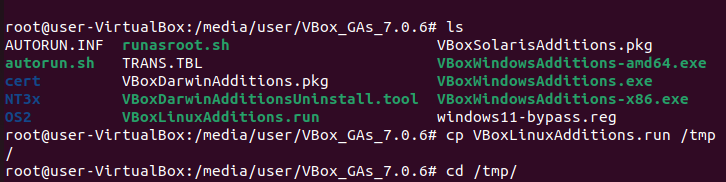 root@user-VirtualBox:/media/user/VBox_GAs_7.0.6# ls
AUTORUN.INF runasroot.sh VBoxSolarisAdditions.pkg
autorun.sh TRANS.TBL VBoxWindowsAdditions-amd64.exe
cert VBoxDarwinAdditions.pkg VBoxWindowsAdditions.exe
NT3x VBoxDarwinAdditionsUninstall.tool VBoxWindowsAdditions-x86.exe
OS2 VBoxLinuxAdditions.run windows11-bypass.reg
root@user-VirtualBox:/media/user/VBox_GAs_7.0.6# cp VBoxLinuxAdditions.run /tmp
/
root@user-VirtualBox:/media/user/VBox_GAs_7.0.6# cd /tmp/